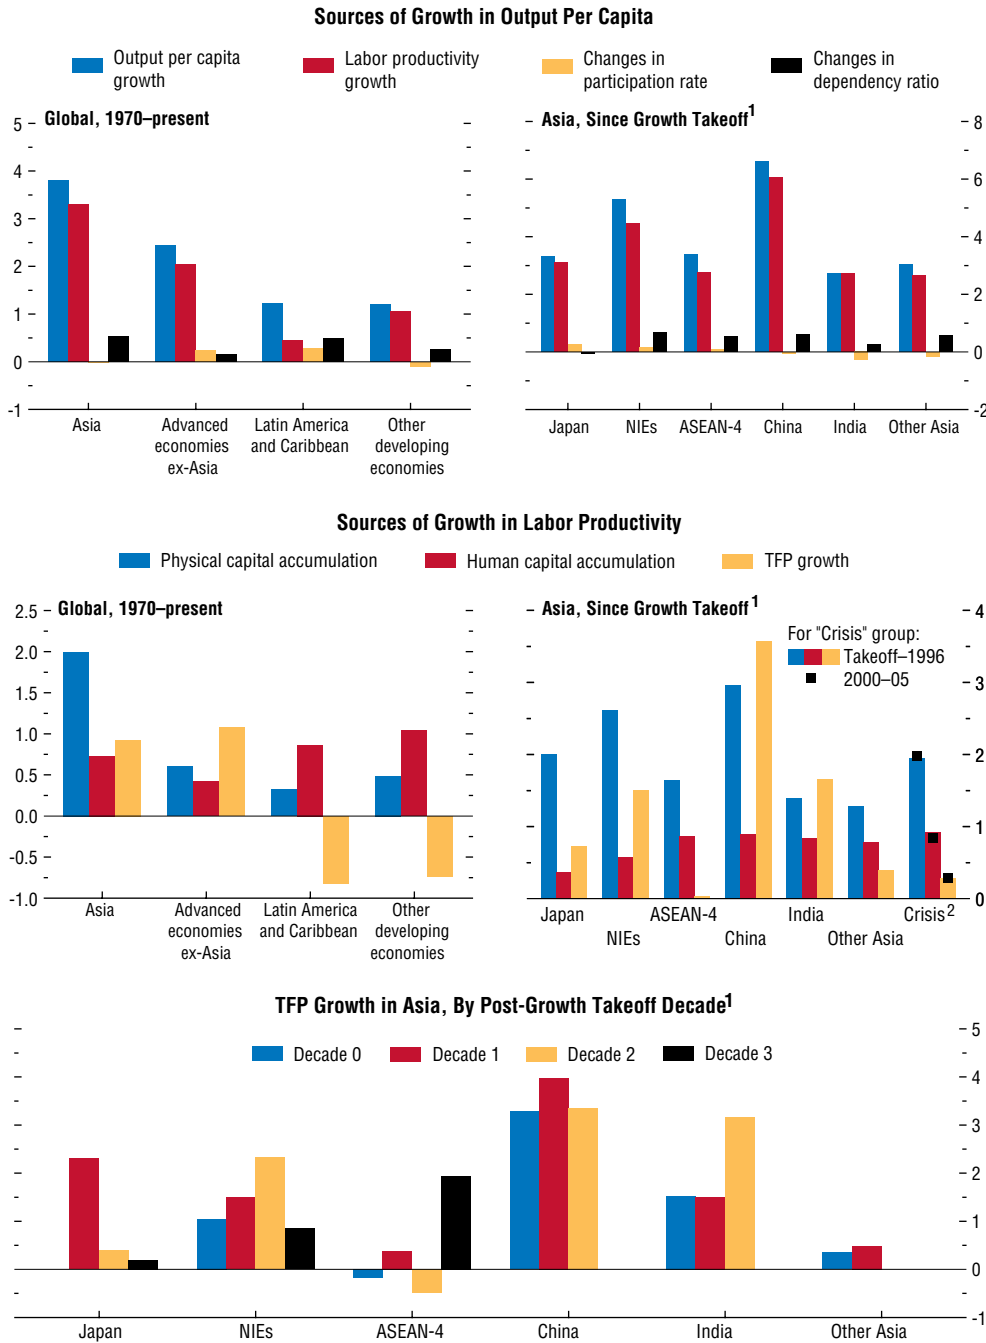 Sources of Growth in Output Per Capita
Output per capita growth
Labor productivity growth
Changes in participation rate
Changes in dependency ratio
Global, 1970–present
5
4
3
2
1
0
-1
Asia
Advanced economies ex-Asia
Latin America and Caribbean
Other developing economies
Asia, Since Growth Takeoff1
8
6
4
2
0
-2
Japan
NIEs
ASEAN-4
China
India
Other Asia
Sources of Growth in Labor Productivity
Physical capital accumulation
Human capital accumulation
TFP growth
Global, 1970–present
2.5
2.0
1.5
1.0
0.5
0.0
-0.5
-1.0
Asia
Advanced economies ex-Asia
Latin America and Caribbean
Other developing economies
Asia, Since Growth Takeoff1
For "Crisis" group:
Takeoff–1996
2000–05
4
3
2
1
0
Japan
NIEs
ASEAN-4
China
India
Other Asia
Crisis2
TFP Growth in Asia, By Post-Growth Takeoff Decade1
Decade 0
Decade 1
Decade 2
Decade 3
5
4
3
2
1
0
-1
Japan
NIEs
ASEAN-4
China
India
Other Asia